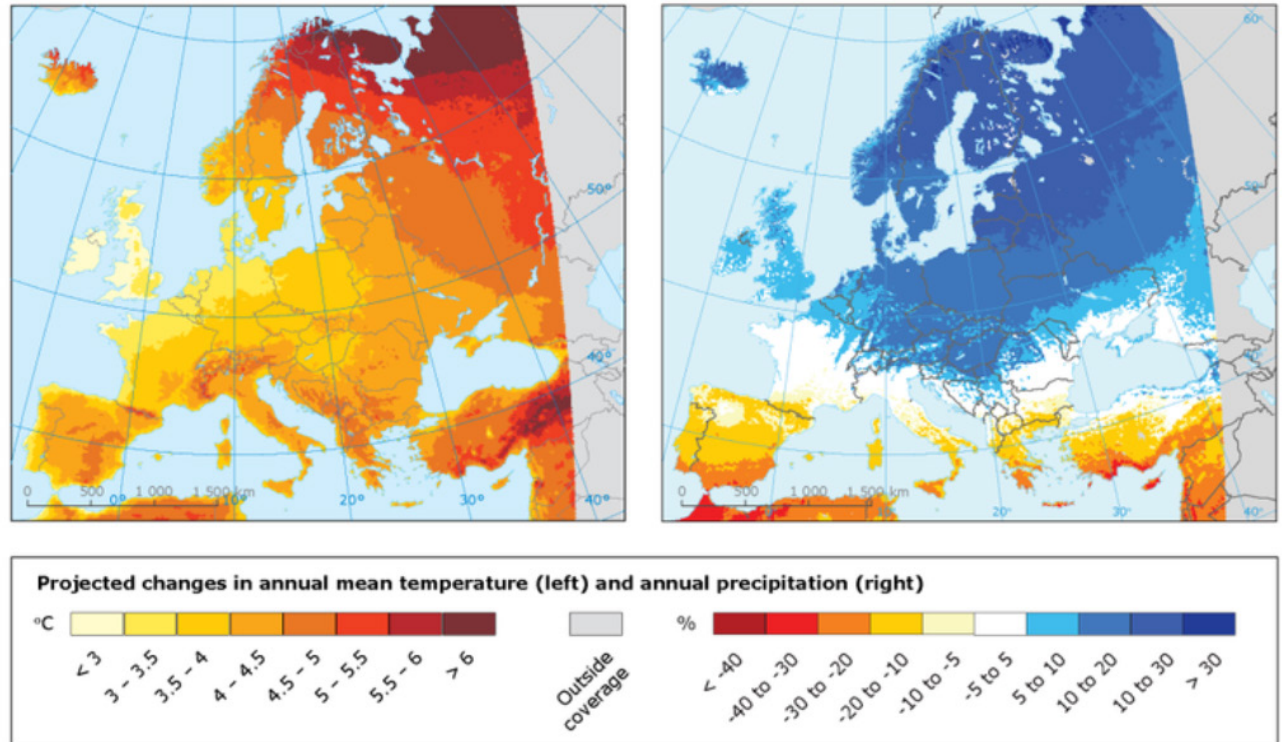 50°
40°
0 500 1 000 1 500 km
0° 10° 20° 30° 40°
60°
50°
0 500 1 000 1 500 km
20° 30° 40°
Projected changes in annual mean temperature (left) and annual precipitation (right)
°C
< 3
3 – 3.5
3.5 – 4
4 – 4.5
4.5 – 5
5 – 5.5
5.5 – 6
> 6
Outside
coverage
%
< -40
-40 to -30
-30 to -20
-20 to -10
-10 to -5
-5 to 5
5 to 10
10 to 20
10 to 30
> 30